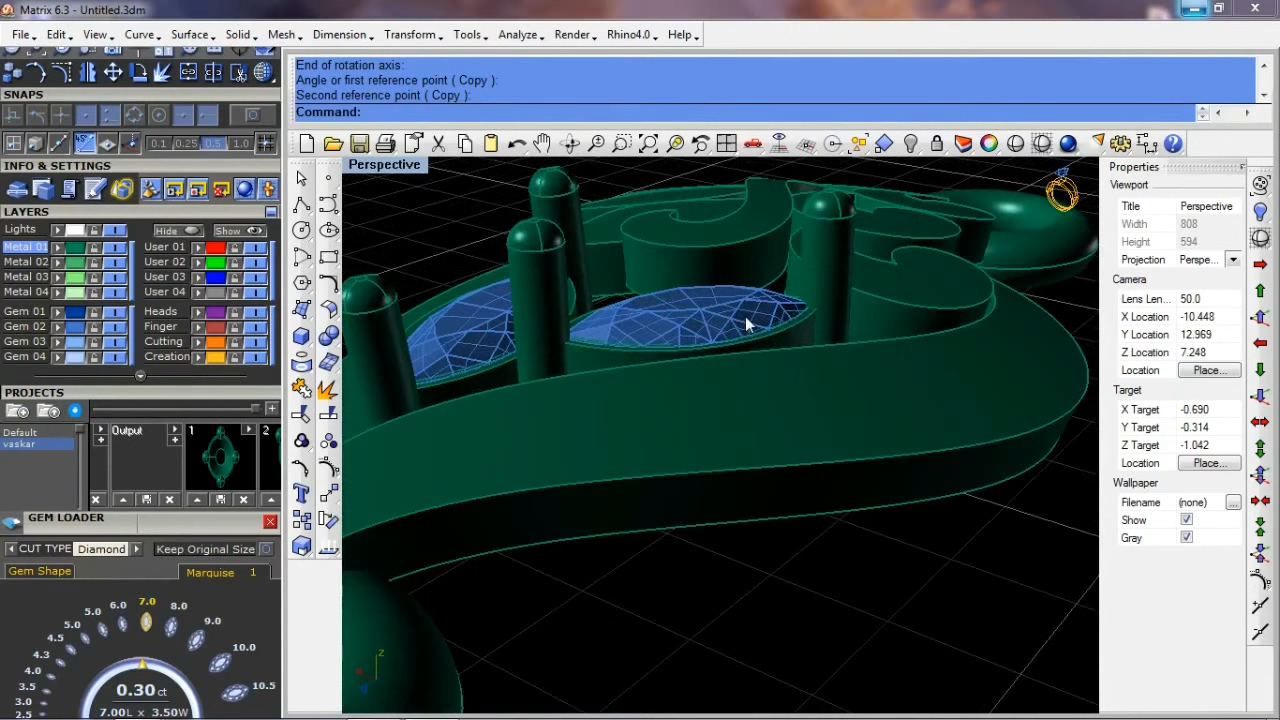 Matrix 6.3 - Untitled.3dm
File Edit View Curve Surface Solid Mesh Dimension Transform Tools Analyze Render Rhino4.0 Help
End of rotation axis:
Angle or first reference point ( Copy ):
Second reference point ( Copy ):
Command:
SNAPS
45°
0.1 0.25 0.5 1.0
INFO & SETTINGS
LAYERS
Lights Hide Show
Metal 01 User 01
Metal 02 User 02
Metal 03 User 03
Metal 04 User 04
Gem 01 Heads
Gem 02 Finger
Gem 03 Cutting
Gem 04 Creation
PROJECTS
Default
vaskar
Output 1 2
GEM LOADER
CUT TYPE Diamond Keep Original Size
Gem Shape Marquise 1
2.5 3.0 3.5 4.0 4.3 4.5 5.0 5.0 6.0 7.0 8.0 9.0 10.0 10.5
0.30 ct
7.00L x 3.50W
Perspective
z
Properties
Viewport
Title Perspective
Width 808
Height 594
Projection Perspe...
Camera
Lens Len... 50.0
X Location -10.448
Y Location 12.969
Z Location 7.248
Location Place...
Target
X Target -0.690
Y Target -0.314
Z Target -1.042
Location Place...
Wallpaper
Filename (none) ...
Show
Gray